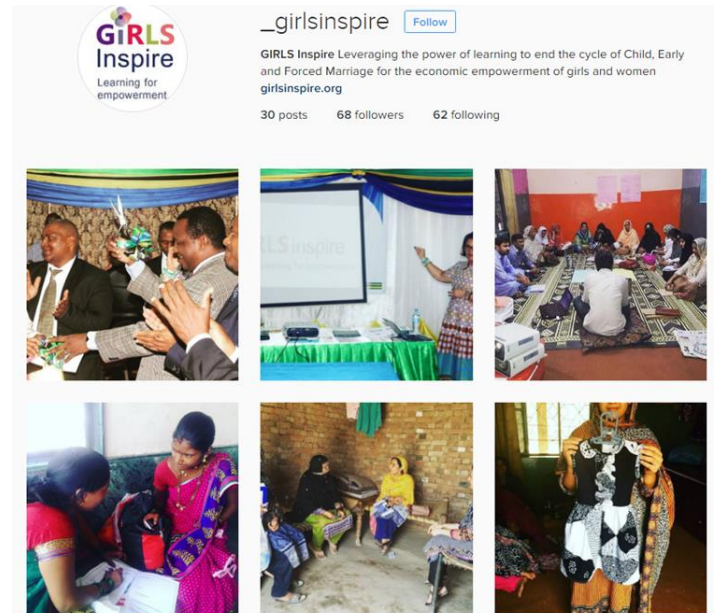 GiRLS
Inspire
Learning for
empowerment
_girlsinspire
Follow
GIRLS Inspire Leveraging the power of learning to end the cycle of Child, Early
and Forced Marriage for the economic empowerment of girls and women
girlsinspire.org
30 posts 68 followers 62 following
RLSinspire